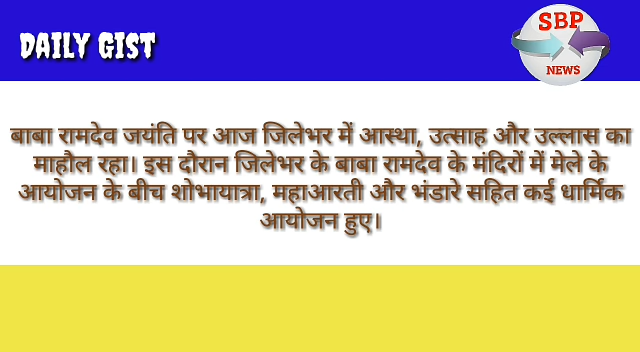 DAILY GIST
SBP
NEWS
बाबा रामदेव जयंति पर आज जिलेभर में आस्था, उत्साह और उल्लास का
माहौल रहा। इस दौरान जिलेभर के बाबा रामदेव के मंदिरों में मेले के
आयोजन के बीच शोभायात्रा, महाआरती और भंडारे सहित कई धार्मिक
आयोजन हुए।